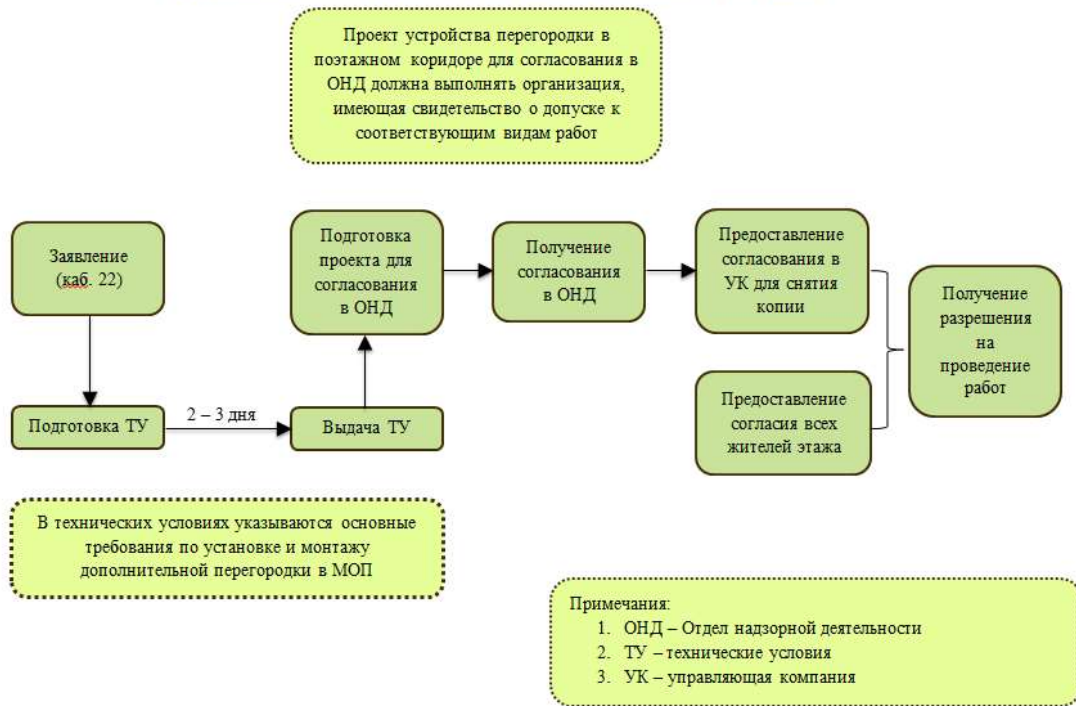 Проект устройства перегородки в
поэтажном коридоре для согласования в
ОНД должна выполнять организация,
имеющая свидетельство о допуске к
соответствующим видам работ
Заявление
(каб. 22)
Подготовка
проекта для
согласования
в ОНД
Получение
согласования
в ОНД
Предоставление
согласования в
УК для снятия
копии
Получение
разрешения
на
проведение
работ
Подготовка ТУ
2 – 3 дня
Выдача ТУ
Предоставление
согласия всех
жителей этажа
В технических условиях указываются основные
требования по установке и монтажу
дополнительной перегородки в МОП
Примечания:
1. ОНД – Отдел надзорной деятельности
2. ТУ – технические условия
3. УК – управляющая компания